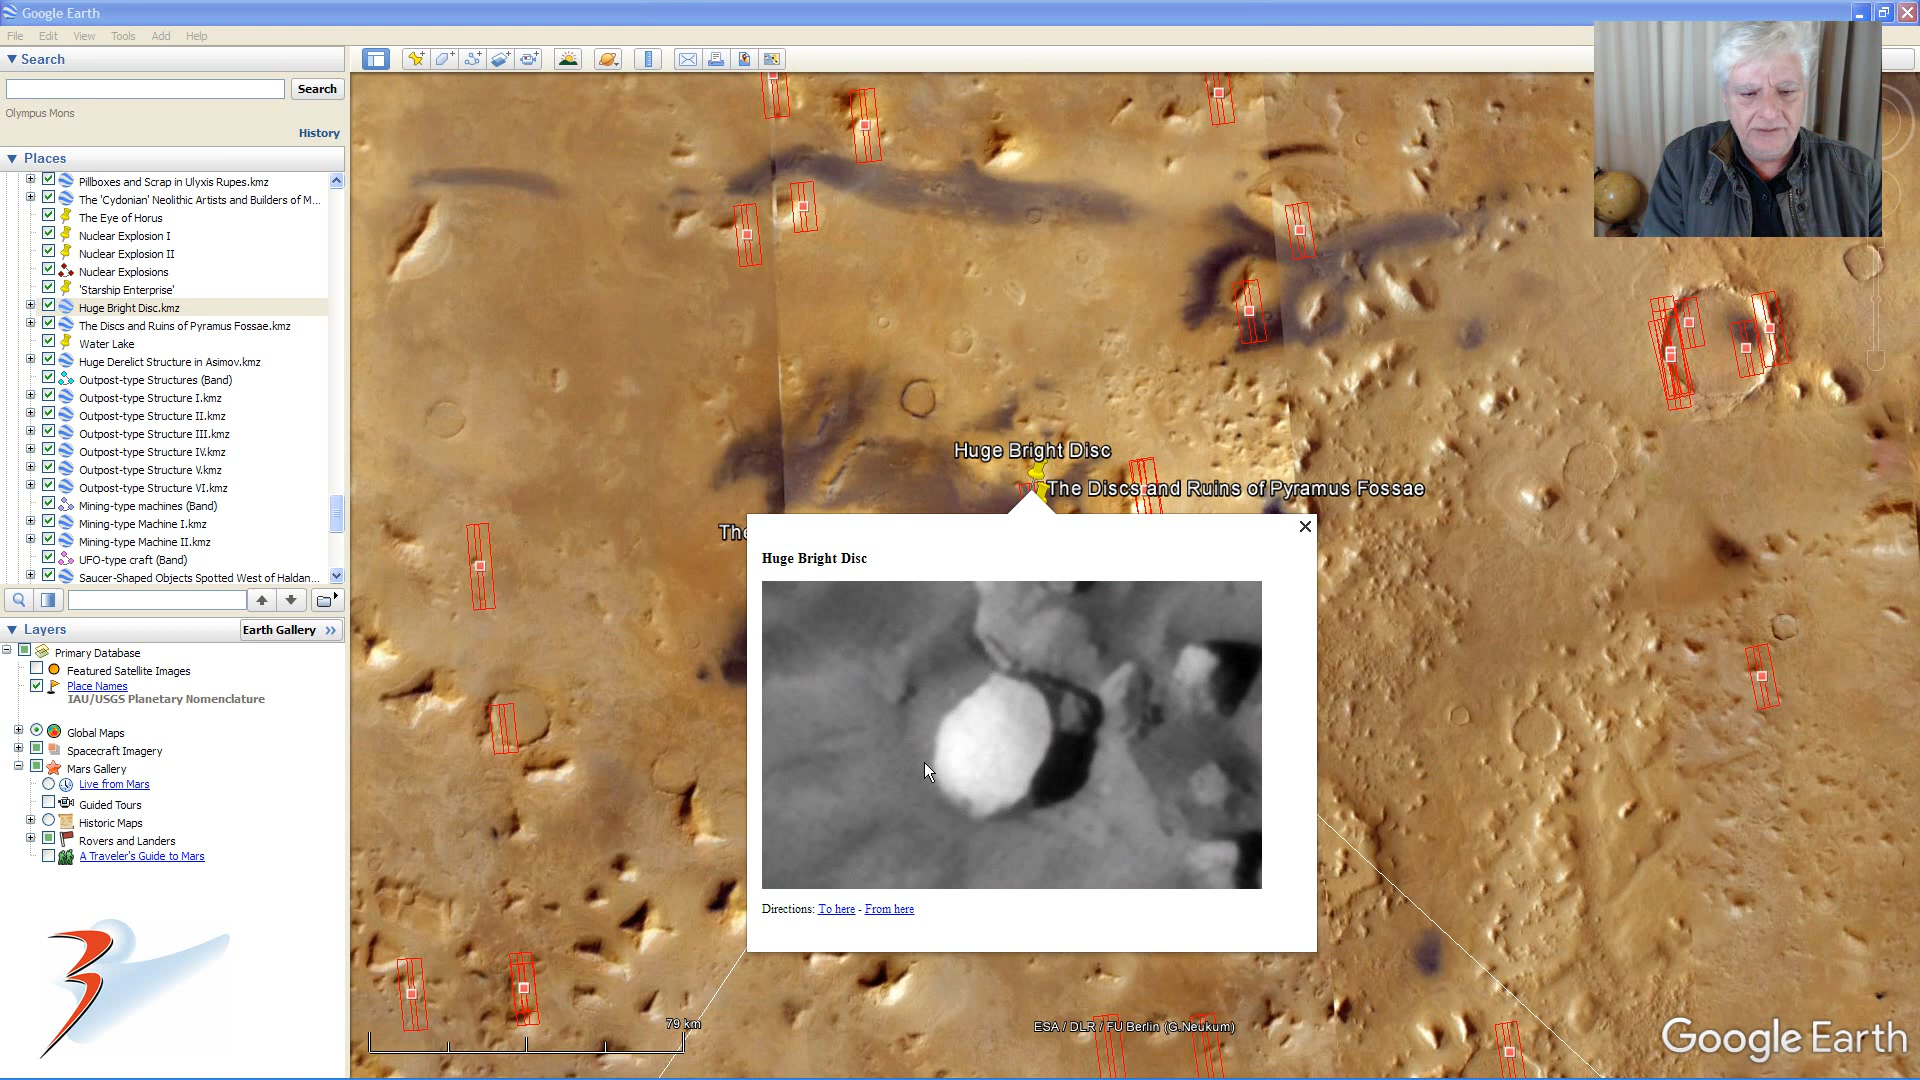 Google Earth
File Edit View Tools Add Help
Search
Search
Olympus Mons
History
Places
Pillboxes and Scrap in Ulyxis Rupes.kmz
The 'Cydonian' Neolithic Artists and Builders of M...
The Eye of Horus
Nuclear Explosion I
Nuclear Explosion II
Nuclear Explosions
'Starship Enterprise'
Huge Bright Disc.kmz
The Discs and Ruins of Pyramus Fossae.kmz
Water Lake
Huge Derelict Structure in Asimov.kmz
Outpost-type Structures (Band)
Outpost-type Structure I.kmz
Outpost-type Structure II.kmz
Outpost-type Structure III.kmz
Outpost-type Structure IV.kmz
Outpost-type Structure V.kmz
Outpost-type Structure VI.kmz
Mining-type machines (Band)
Mining-type Machine I.kmz
Mining-type Machine II.kmz
UFO-type craft (Band)
Saucer-Shaped Objects Spotted West of Haldan...
Layers
Earth Gallery »
Primary Database
Featured Satellite Images
Place Names
IAU/USGS Planetary Nomenclature
Global Maps
Spacecraft Imagery
Mars Gallery
Live from Mars
Guided Tours
Historic Maps
Rovers and Landers
A Traveler's Guide to Mars
Huge Bright Disc
The Discs and Ruins of Pyramus Fossae
The
Huge Bright Disc
Directions: To here - From here
79 km
ESA / DLR / FU Berlin (G.Neukum)
Google Earth